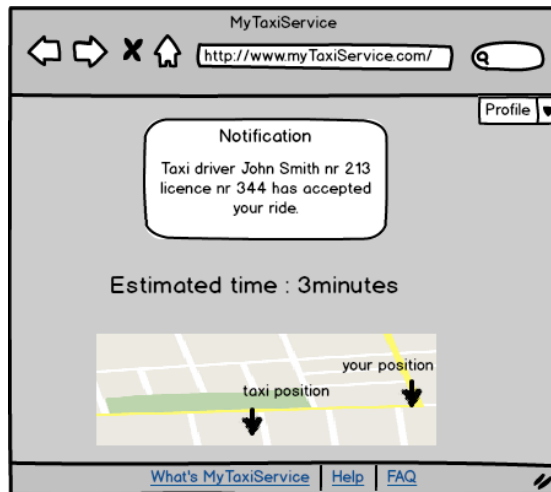 MyTaxiService
http://www.myTaxiService.com/
Profile
Notification
Taxi driver John Smith nr 213
licence nr 344 has accepted
your ride.
Estimated time : 3minutes
your position
taxi position
What's MyTaxiService Help FAQ